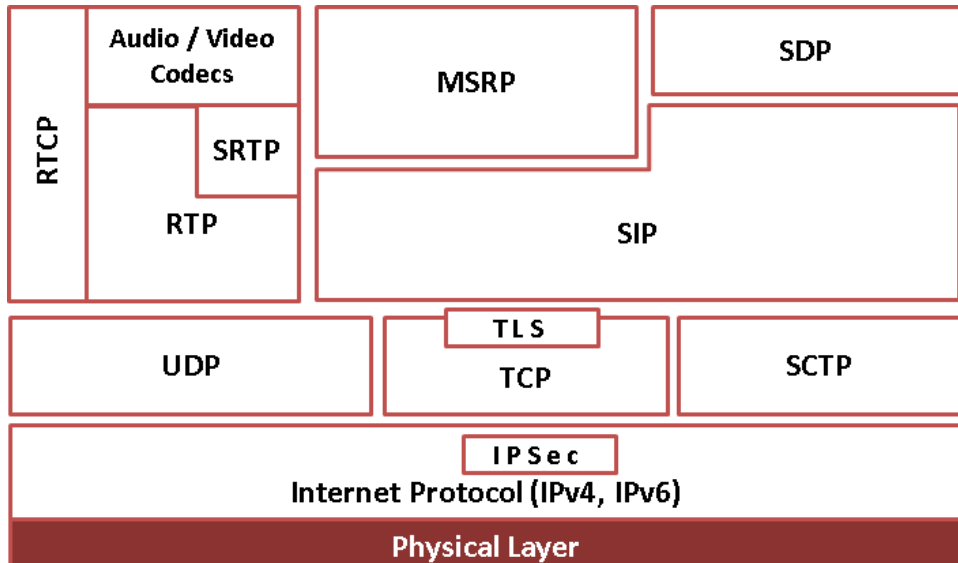 Audio / Video
Codecs
MSRP
SDP
RTCP
SRTP
RTP
SIP
TLS
UDP
TCP
SCTP
IPSec
Internet Protocol (IPv4, IPv6)
Physical Layer